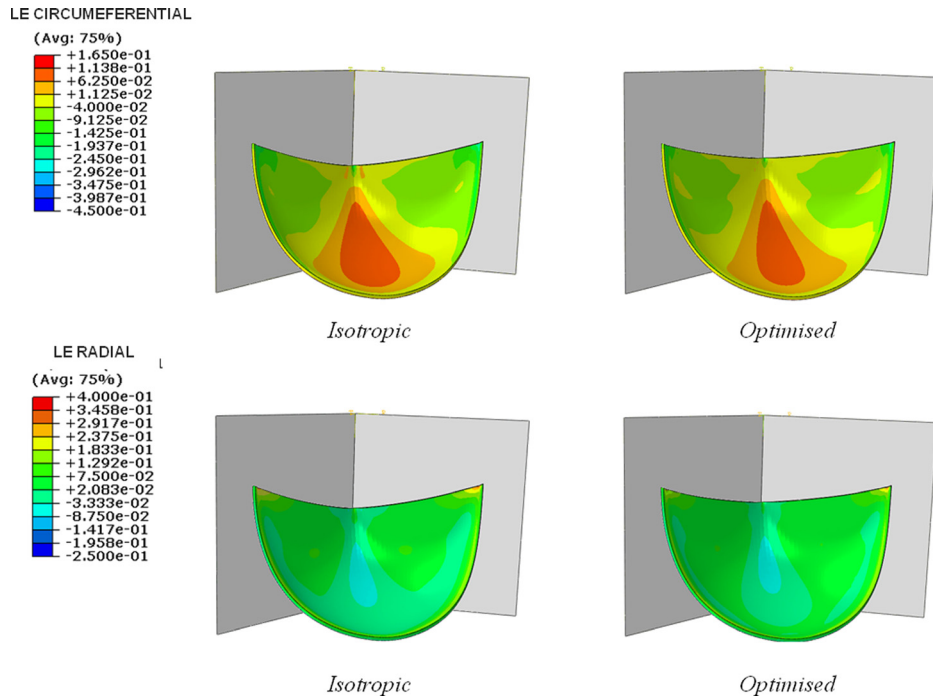 LE CIRCUMEFERENTIAL
(Avg: 75%)
+1.650e-01
+1.138e-01
+6.250e-02
+1.125e-02
-4.000e-02
-9.125e-02
-1.425e-01
-1.937e-01
-2.450e-01
-2.962e-01
-3.475e-01
-3.987e-01
-4.500e-01
Isotropic
Optimised
LE RADIAL
(Avg: 75%)
+4.000e-01
+3.458e-01
+2.917e-01
+2.375e-01
+1.833e-01
+1.292e-01
+7.500e-02
+2.083e-02
-3.333e-02
-8.750e-02
-1.417e-01
-1.958e-01
-2.500e-01
Isotropic
Optimised